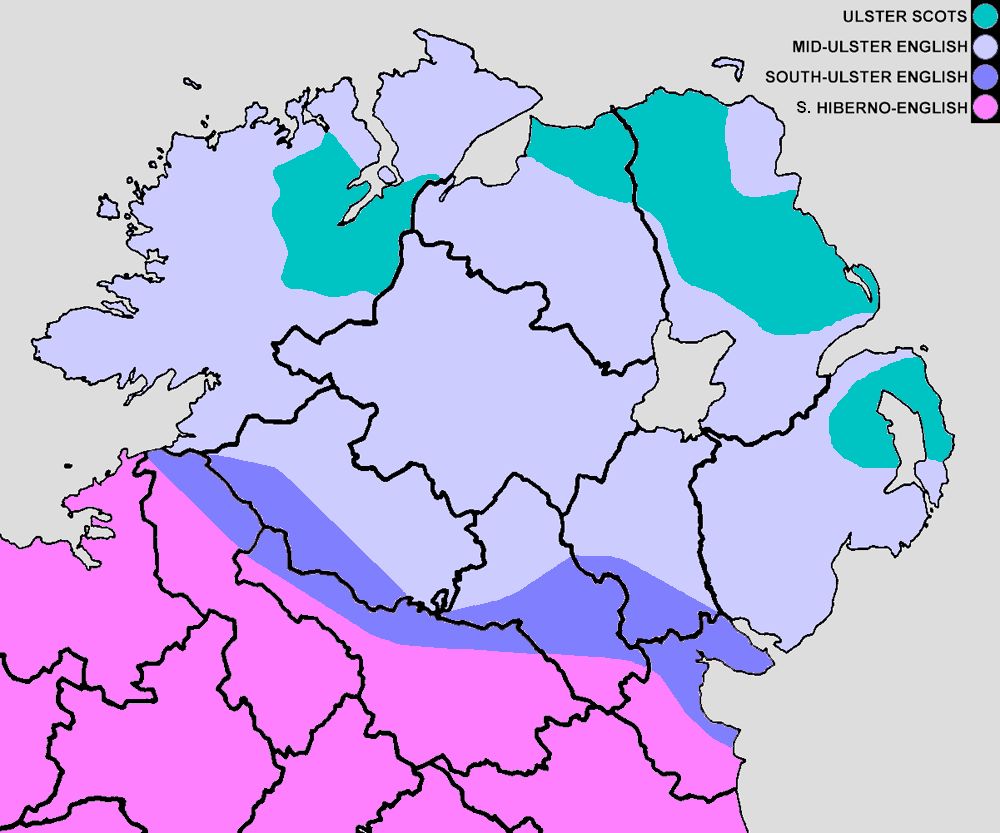 ULSTER SCOTS
MID-ULSTER ENGLISH
SOUTH-ULSTER ENGLISH
S. HIBERNO-ENGLISH